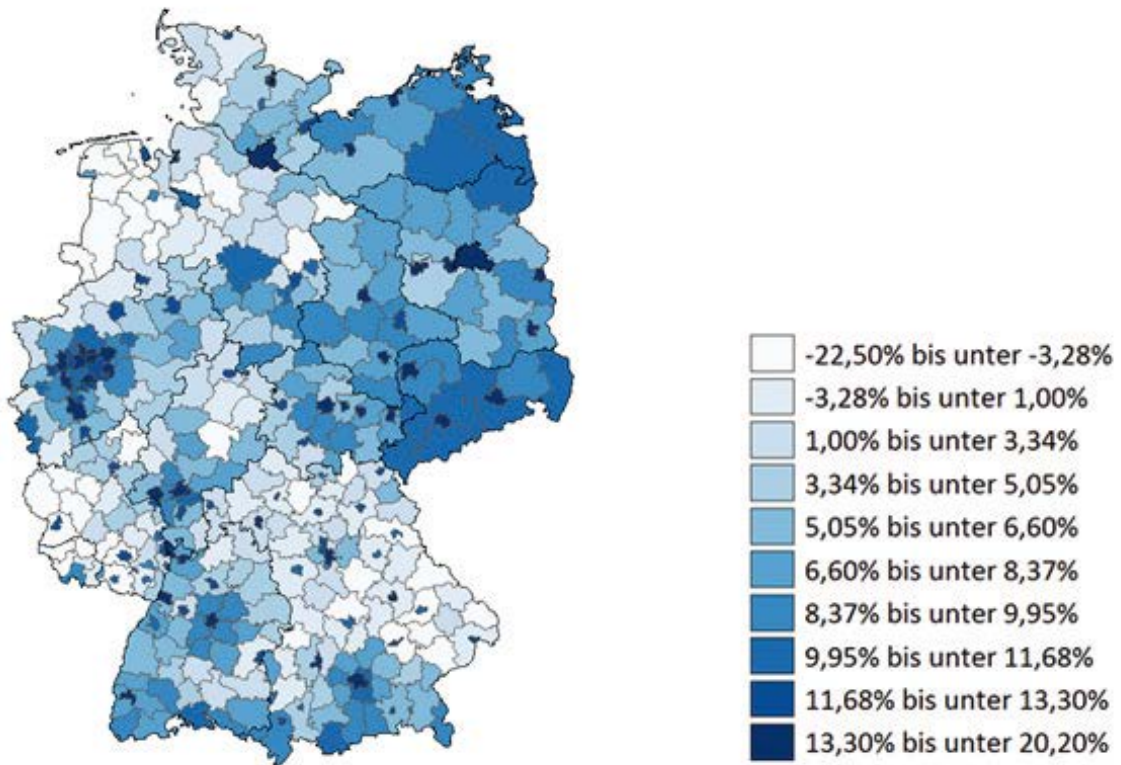 -22,50% bis unter -3,28%
-3,28% bis unter 1,00%
1,00% bis unter 3,34%
3,34% bis unter 5,05%
5,05% bis unter 6,60%
6,60% bis unter 8,37%
8,37% bis unter 9,95%
9,95% bis unter 11,68%
11,68% bis unter 13,30%
13,30% bis unter 20,20%